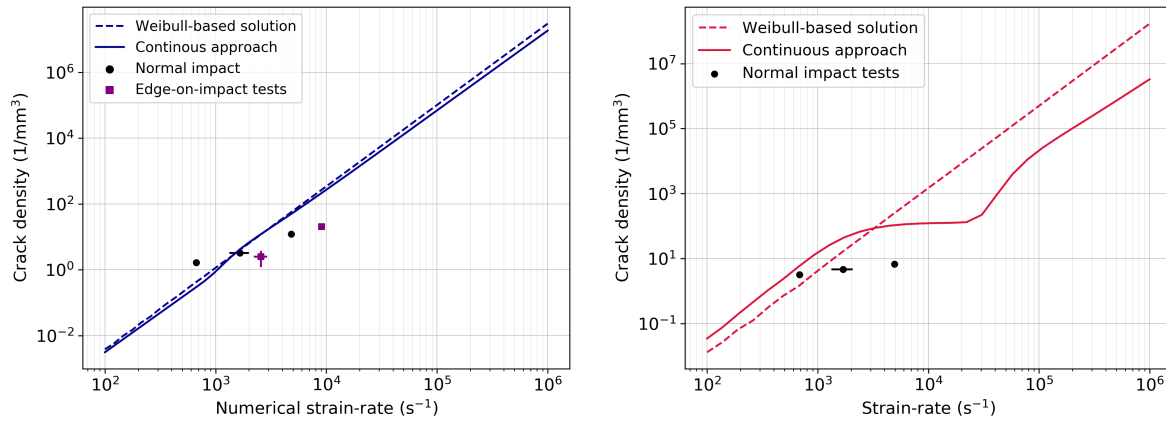 Weibull-based solution
Continous approach
Normal impact
Edge-on-impact tests
Crack density (1/mm³)
10⁶
10⁴
10²
10⁰
10⁻²
10² 10³ 10⁴ 10⁵ 10⁶
Numerical strain-rate (s⁻¹)
Weibull-based solution
Continuous approach
Normal impact tests
Crack density (1/mm³)
10⁷
10⁵
10³
10¹
10⁻¹
10² 10³ 10⁴ 10⁵ 10⁶
Strain-rate (s⁻¹)